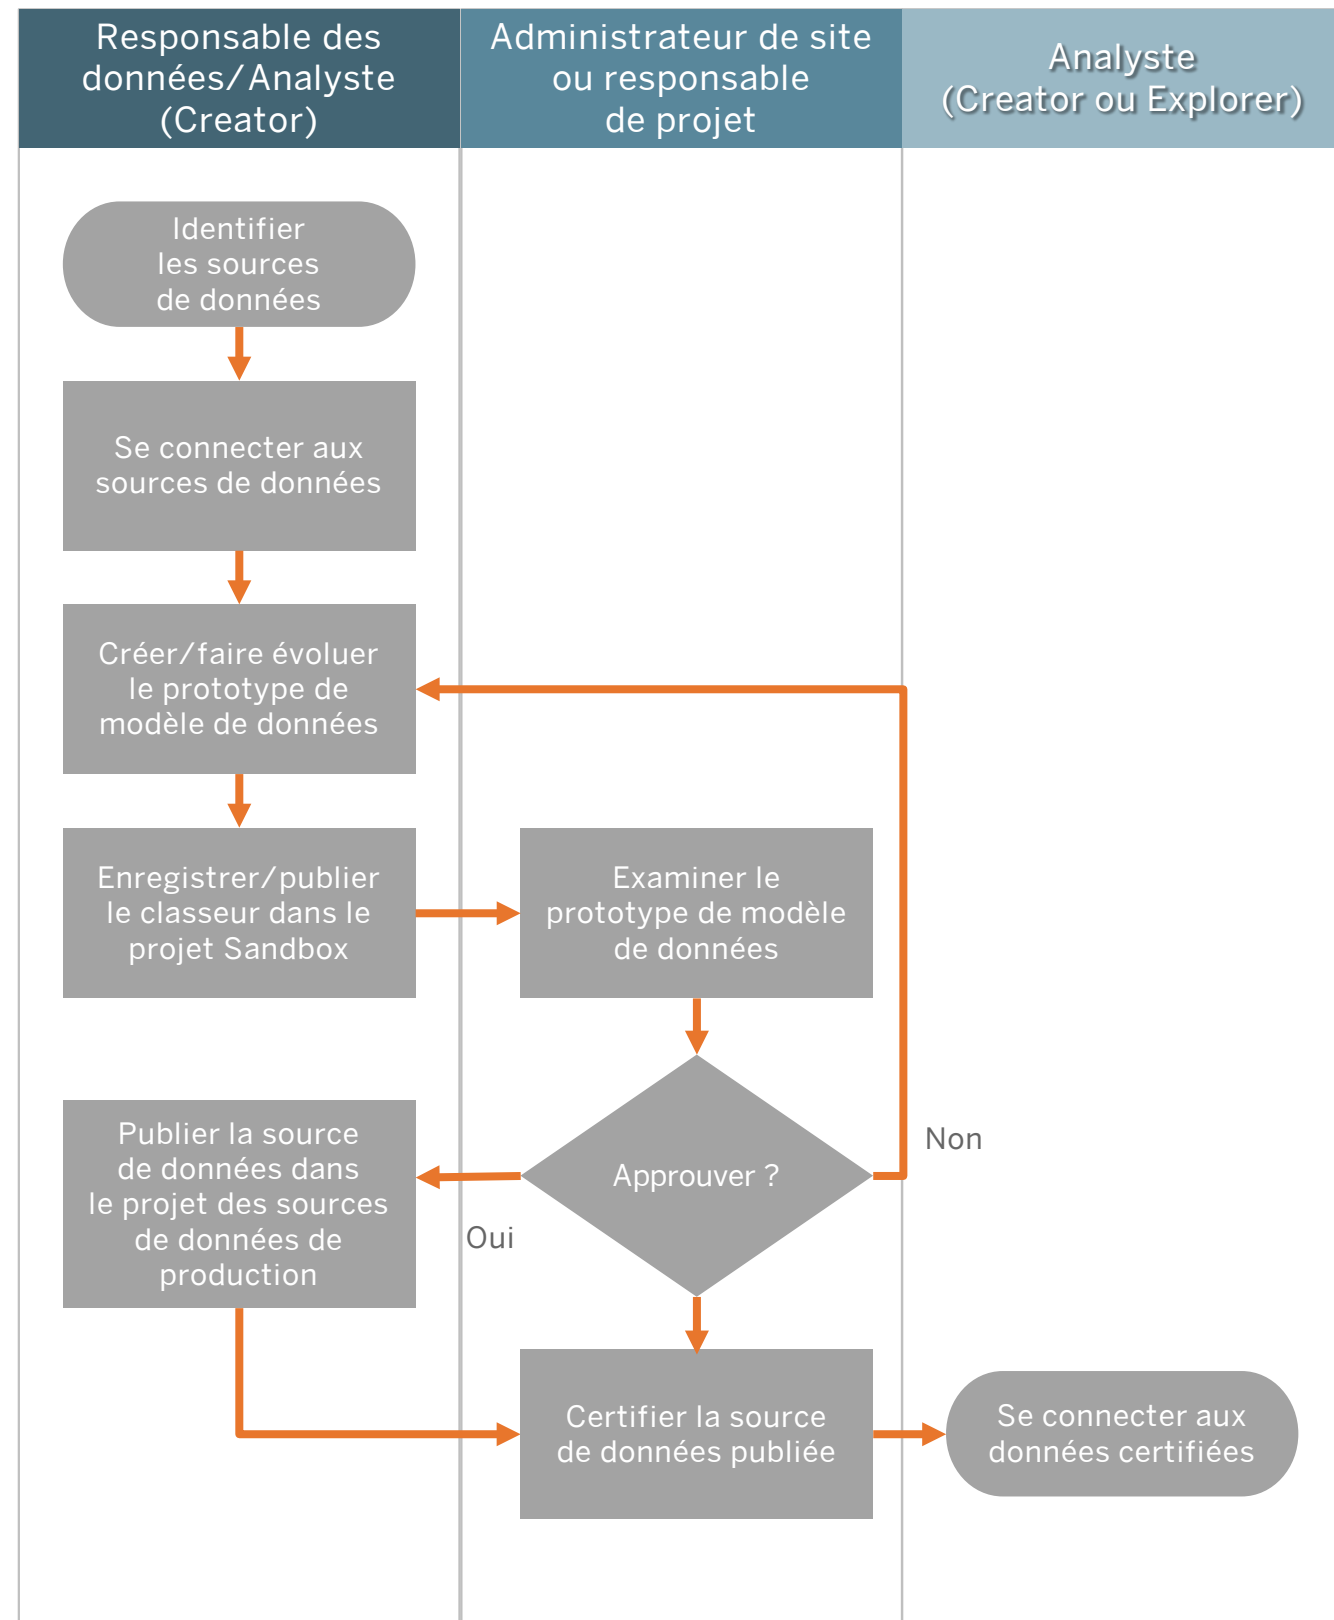 Responsable des
données/Analyste
(Creator)
Administrateur de site
ou responsable
de projet
Analyste
(Creator ou Explorer)
Identifier
les sources
de données
Se connecter aux
sources de données
Créer/faire évoluer
le prototype de
modèle de données
Enregistrer/publier
le classeur dans le
projet Sandbox
Examiner le
prototype de modèle
de données
Publier la source
de données dans
le projet des sources
de données de
production
Approuver ?
Non
Oui
Certifier la source
de données publiée
Se connecter aux
données certifiées